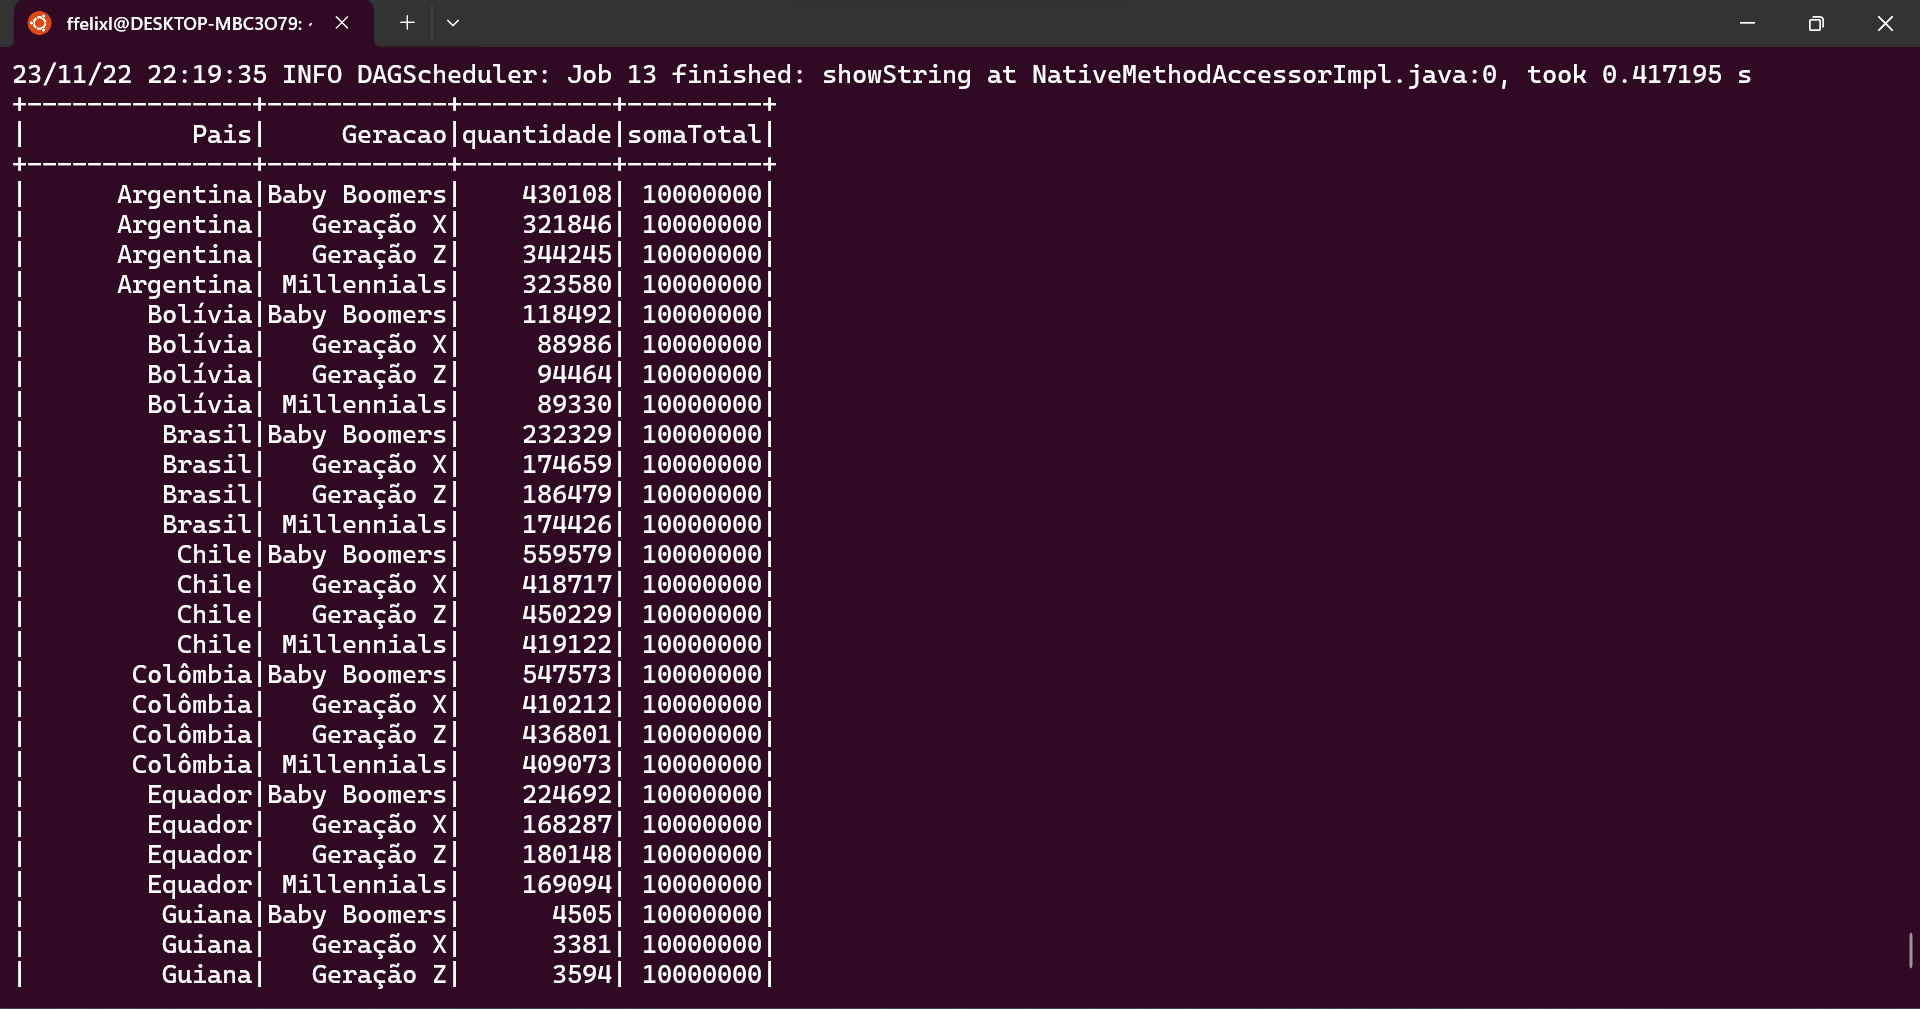 ffelixl@DESKTOP-MBC3O79: ~
23/11/22 22:19:35 INFO DAGScheduler: Job 13 finished: showString at NativeMethodAccessorImpl.java:0, took 0.417195 s
+---------------+------------+----------+---------+
|           Pais|     Geracao|quantidade|somaTotal|
+---------------+------------+----------+---------+
|      Argentina|Baby Boomers|    430108| 10000000|
|      Argentina|   Geração X|    321846| 10000000|
|      Argentina|   Geração Z|    344245| 10000000|
|      Argentina| Millennials|    323580| 10000000|
|        Bolívia|Baby Boomers|    118492| 10000000|
|        Bolívia|   Geração X|     88986| 10000000|
|        Bolívia|   Geração Z|     94464| 10000000|
|        Bolívia| Millennials|     89330| 10000000|
|         Brasil|Baby Boomers|    232329| 10000000|
|         Brasil|   Geração X|    174659| 10000000|
|         Brasil|   Geração Z|    186479| 10000000|
|         Brasil| Millennials|    174426| 10000000|
|          Chile|Baby Boomers|    559579| 10000000|
|          Chile|   Geração X|    418717| 10000000|
|          Chile|   Geração Z|    450229| 10000000|
|          Chile| Millennials|    419122| 10000000|
|       Colômbia|Baby Boomers|    547573| 10000000|
|       Colômbia|   Geração X|    410212| 10000000|
|       Colômbia|   Geração Z|    436801| 10000000|
|       Colômbia| Millennials|    409073| 10000000|
|        Equador|Baby Boomers|    224692| 10000000|
|        Equador|   Geração X|    168287| 10000000|
|        Equador|   Geração Z|    180148| 10000000|
|        Equador| Millennials|    169094| 10000000|
|         Guiana|Baby Boomers|      4505| 10000000|
|         Guiana|   Geração X|      3381| 10000000|
|         Guiana|   Geração Z|      3594| 10000000|